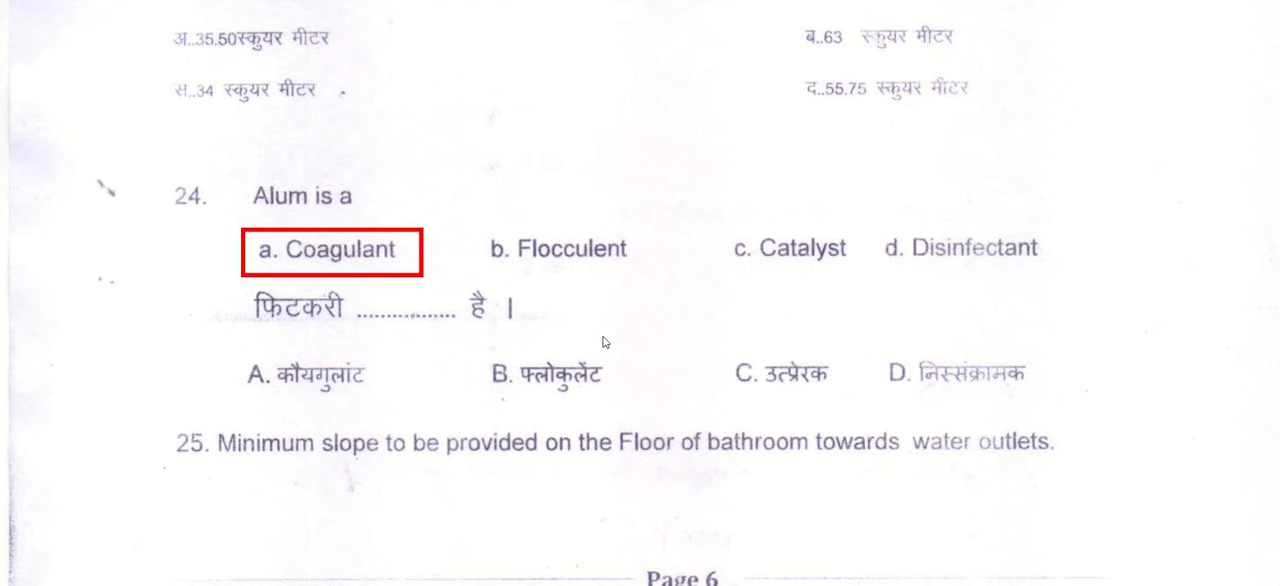 अ..35.50स्कुयर मीटर ब..63 स्कुयर मीटर
स..34 स्कुयर मीटर द..55.75 स्कुयर मीटर
24. Alum is a
a. Coagulant b. Flocculent c. Catalyst d. Disinfectant
फिटकरी ................. है ।
A. कौयगुलांट B. फ्लोकुलेंट C. उत्प्रेरक D. निस्संक्रामक
25. Minimum slope to be provided on the Floor of bathroom towards water outlets.
Page 6